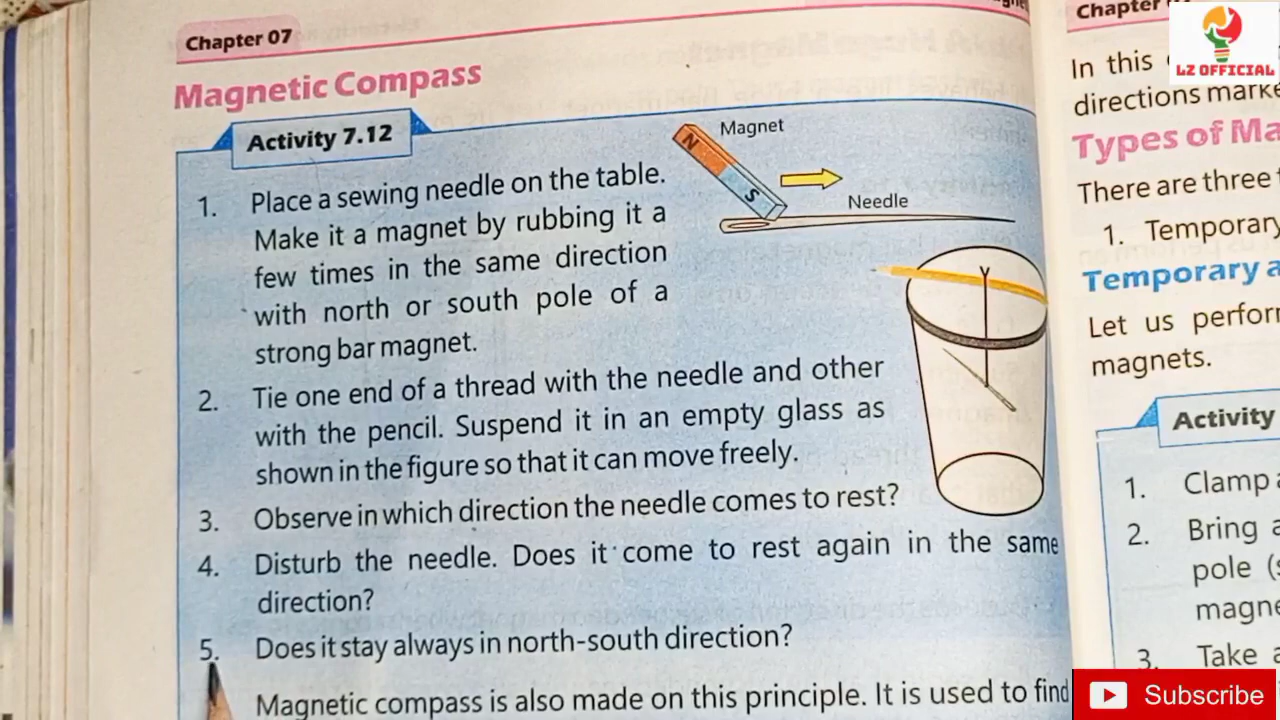 Chapter 07
Magnetic Compass
Activity 7.12
Magnet
N
S
Needle
1. Place a sewing needle on the table.
Make it a magnet by rubbing it a
few times in the same direction
with north or south pole of a
strong bar magnet.
2. Tie one end of a thread with the needle and other
with the pencil. Suspend it in an empty glass as
shown in the figure so that it can move freely.
3. Observe in which direction the needle comes to rest?
4. Disturb the needle. Does it come to rest again in the same
direction?
5. Does it stay always in north-south direction?
Magnetic compass is also made on this principle. It is used to find
Chapter
In this
directions marke
Types of Ma
There are three
1. Temporary
Temporary a
Let us perfor
magnets.
Activity
1. Clamp
2. Bring a
pole (s
magne
3. Take a
LZ OFFICIAL
Subscribe